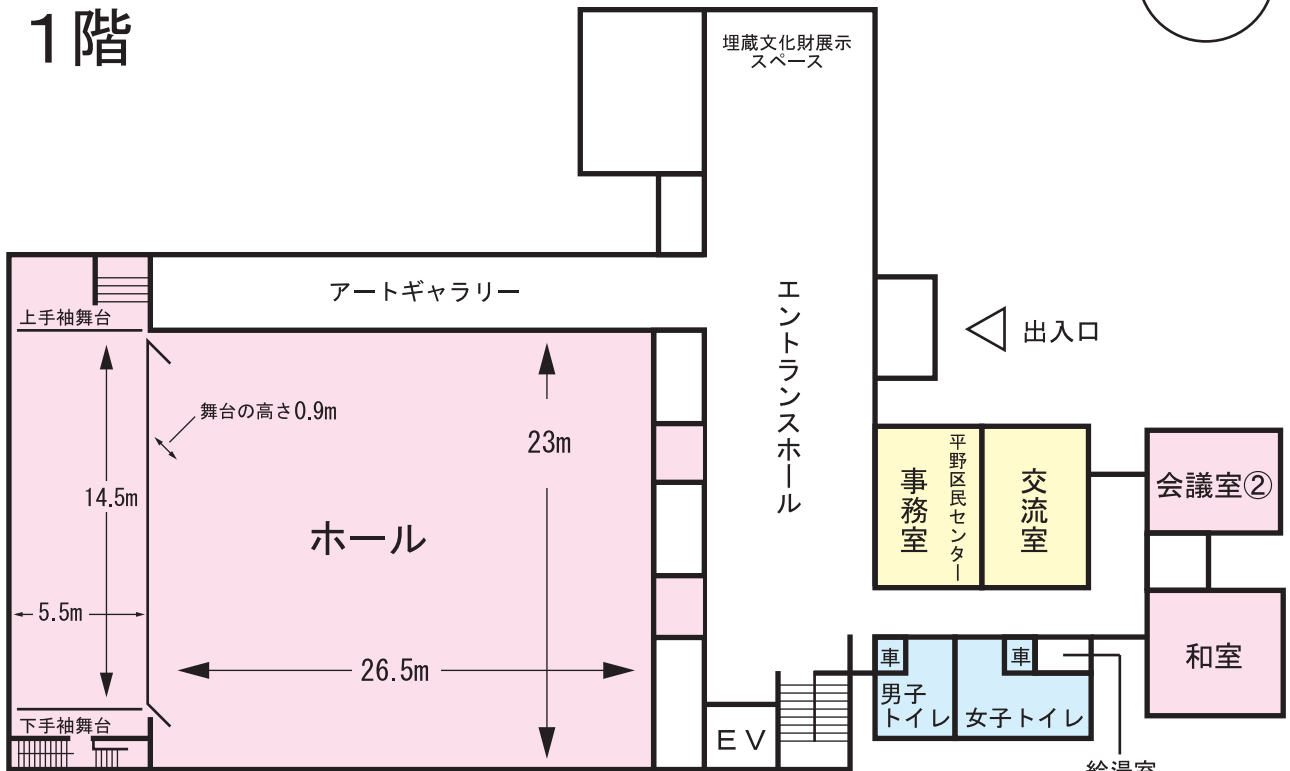 1階
埋蔵文化財展示
スペース
アートギャラリー
上手袖舞台
エントランスホール
出入口
舞台の高さ0.9m
23m
14.5m
ホール
事務室
平野区民センター
交流室
会議室②
5.5m
26.5m
車
車
和室
男子
トイレ
女子トイレ
下手袖舞台
EV
給湯室